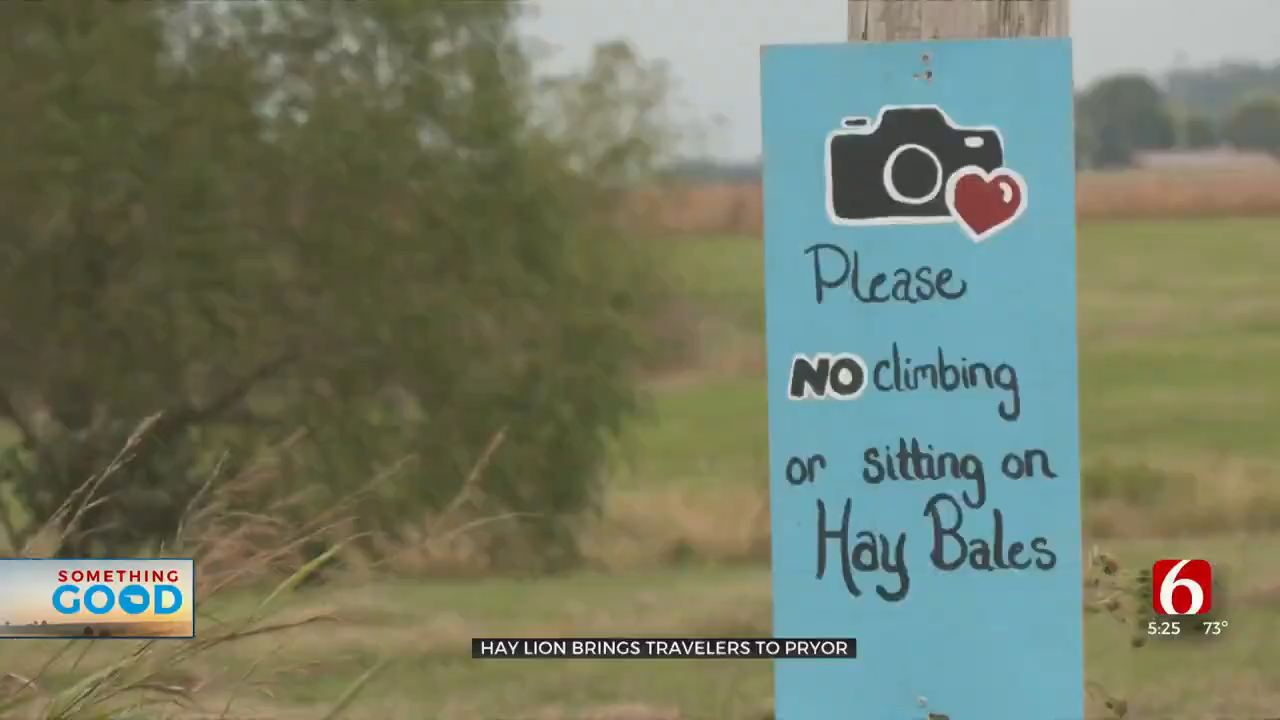 Please
NO climbing
or sitting on
Hay Bales
SOMETHING
GOOD
HAY LION BRINGS TRAVELERS TO PRYOR
6
5:25 73°